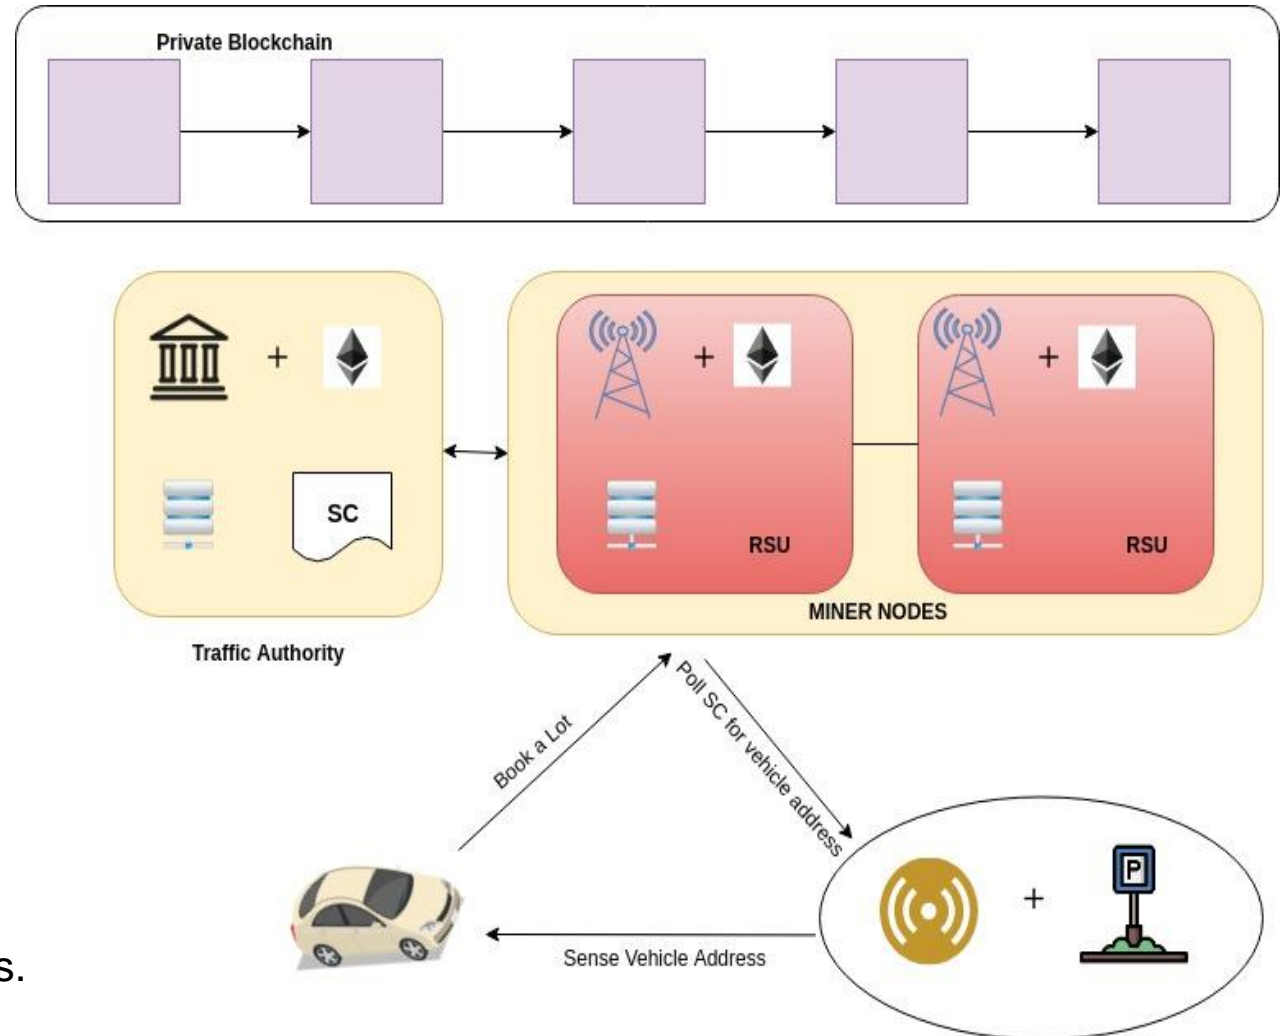 Private Blockchain
SC
RSU
RSU
MINER NODES
Traffic Authority
Book a Lot
Poll SC for vehicle address
P
Sense Vehicle Address
s.